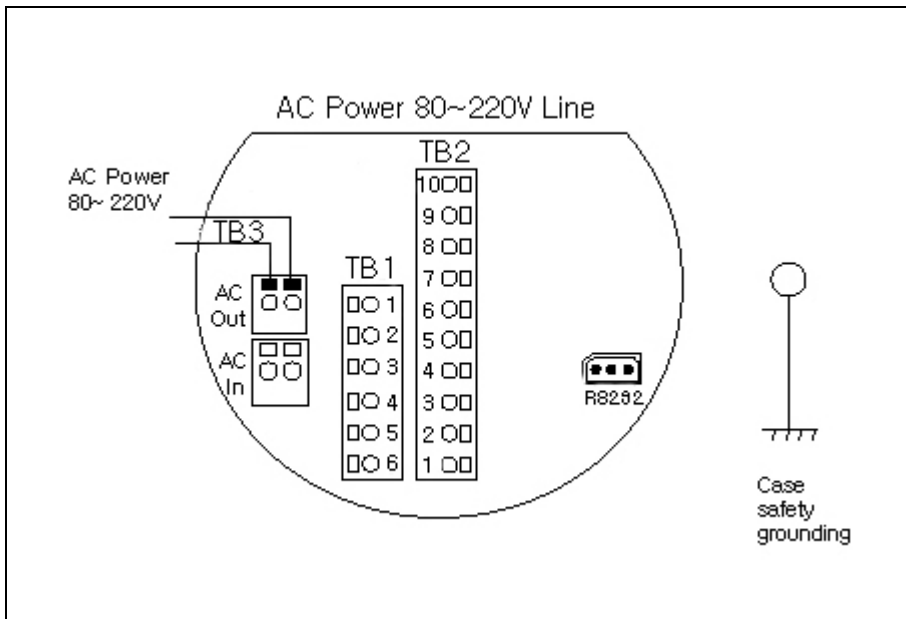 AC Power 80~220V Line
AC Power
80~ 220V
TB3
AC
Out
AC
In
TB1
1
2
3
4
5
6
TB2
10
9
8
7
6
5
4
3
2
1
R8292
Case
safety
grounding